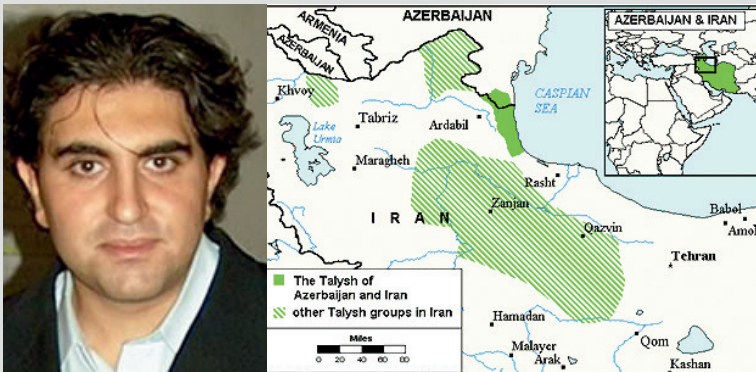 AZERBAIJAN
ARMENIA
AZERBAIJAN
AZERBAIJAN & IRAN
Khvoy
Lake
Urmia
Tabriz
Ardabil
CASPIAN
SEA
Maragheh
Rasht
IRAN
Zanjan
Qazvin
Babol
Amol
Tehran
The Talysh of
Azerbaijan and Iran
other Talysh groups in Iran
Miles
0 20 40 60 80
Hamadan
Malayer
Arak
Qom
Kashan